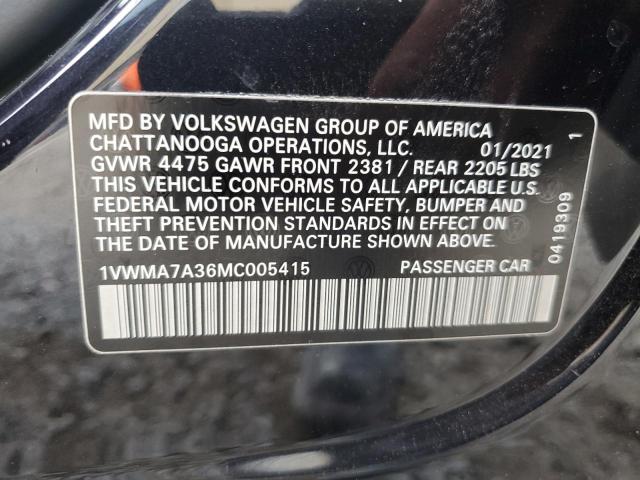 MFD BY VOLKSWAGEN GROUP OF AMERICA
CHATTANOOGA OPERATIONS, LLC. 01/2021
GVWR 4475 GAWR FRONT 2381 / REAR 2205 LBS
THIS VEHICLE CONFORMS TO ALL APPLICABLE U.S.
FEDERAL MOTOR VEHICLE SAFETY, BUMPER AND
THEFT PREVENTION STANDARDS IN EFFECT ON
THE DATE OF MANUFACTURE SHOWN ABOVE.
1VWMA7A36MC005415 PASSENGER CAR
0419309 1